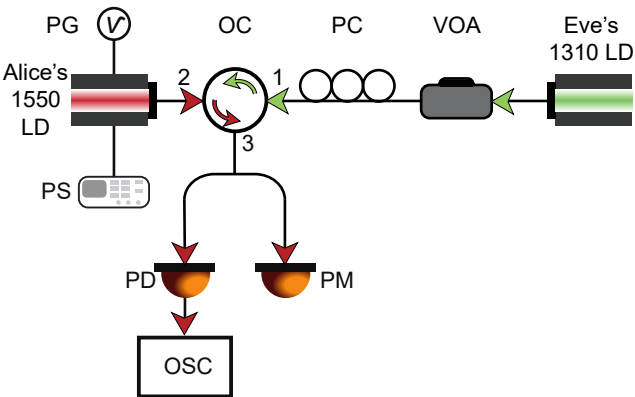 PG
OC
PC
VOA
Eve's
1310 LD
Alice's
1550
LD
2
1
3
PS
PD
PM
OSC